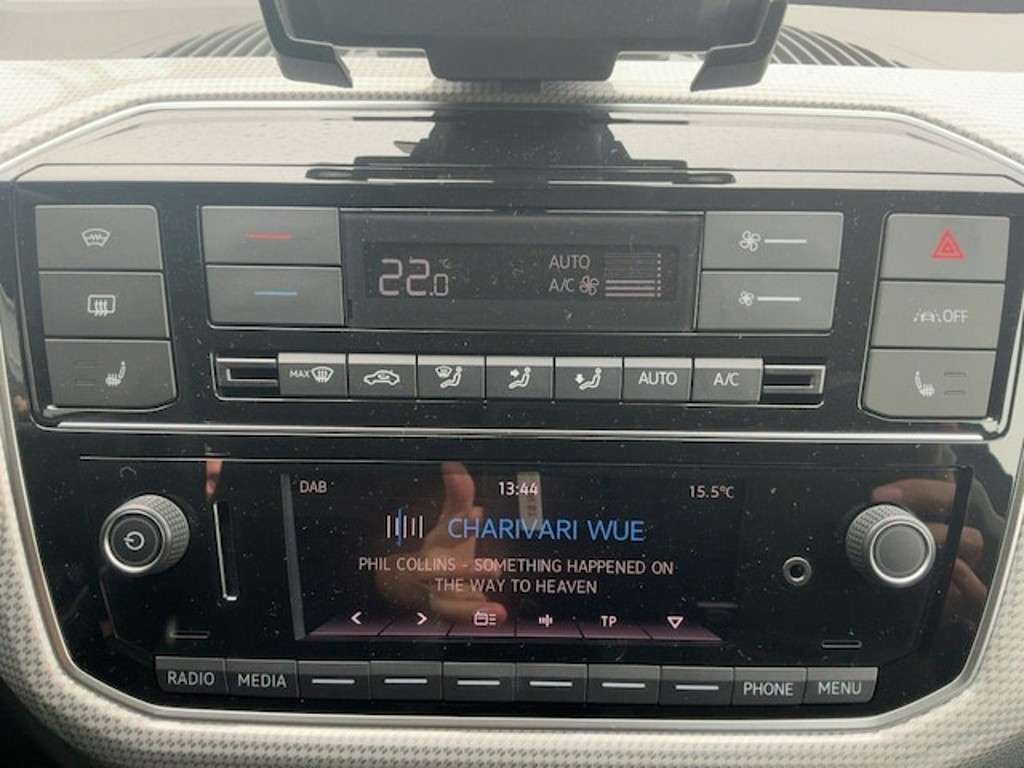 22.0 °C
AUTO
A/C
OFF
MAX
AUTO
A/C
DAB
13:44
15.5°C
CHARIVARI WUE
PHIL COLLINS - SOMETHING HAPPENED ON
THE WAY TO HEAVEN
TP
RADIO
MEDIA
PHONE
MENU